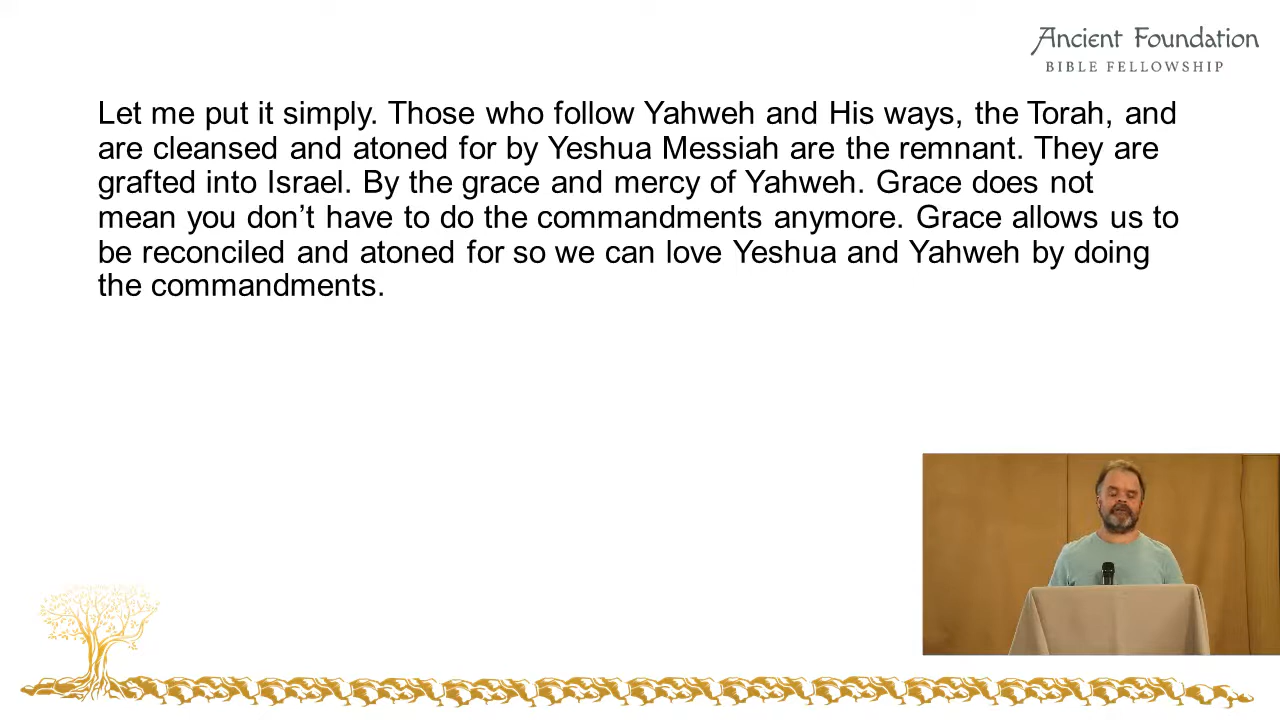 Ancient Foundation
BIBLE FELLOWSHIP
Let me put it simply. Those who follow Yahweh and His ways, the Torah, and
are cleansed and atoned for by Yeshua Messiah are the remnant. They are
grafted into Israel. By the grace and mercy of Yahweh. Grace does not
mean you don’t have to do the commandments anymore. Grace allows us to
be reconciled and atoned for so we can love Yeshua and Yahweh by doing
the commandments.